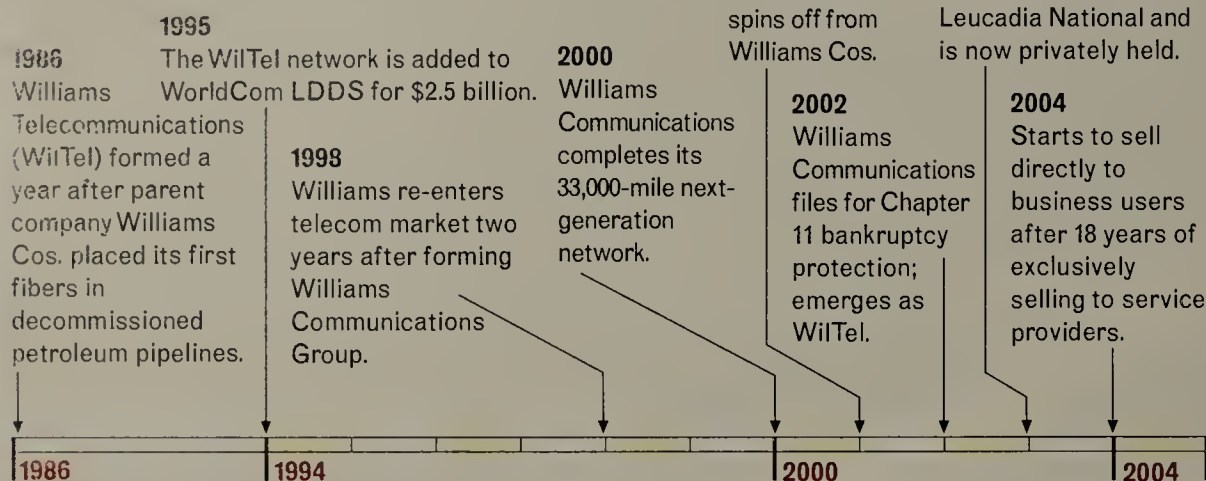 1986
Williams
Telecommunications
(WilTel) formed a
year after parent
company Williams
Cos. placed its first
fibers in
decommissioned
petroleum pipelines.
1995
The WilTel network is added to
WorldCom LDDS for $2.5 billion.
1998
Williams re-enters
telecom market two
years after forming
Williams
Communications
Group.
2000
Williams
Communications
completes its
33,000-mile next-
generation
network.
spins off from
Williams Cos.
2002
Williams
Communications
files for Chapter
11 bankruptcy
protection;
emerges as
WilTel.
Leucadia National and
is now privately held.
2004
Starts to sell
directly to
business users
after 18 years of
exclusively
selling to service
providers.
1986
1994
2000
2004